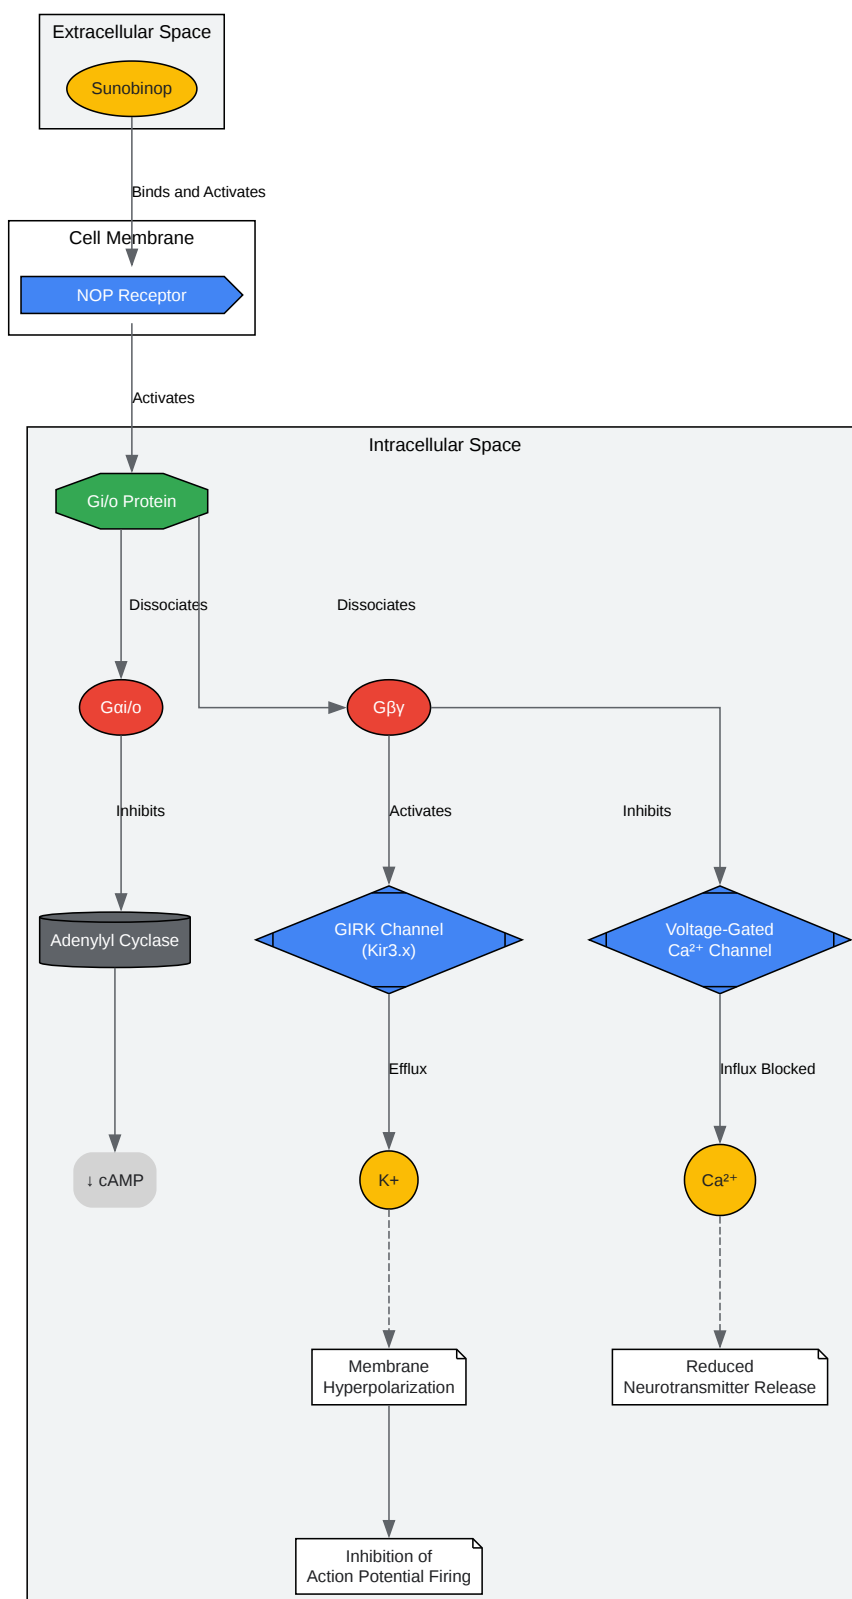 Extracellular Space
Sunobinop
Binds and Activates
Cell Membrane
NOP Receptor
Activates
Intracellular Space
Gi/o Protein
Dissociates
Dissociates
Gαi/o
Gβγ
Inhibits
Activates
Inhibits
Adenylyl Cyclase
GIRK Channel
(Kir3.x)
Voltage-Gated
Ca²⁺ Channel
Efflux
Influx Blocked
↓ cAMP
K+
Ca²⁺
Membrane
Hyperpolarization
Reduced
Neurotransmitter Release
Inhibition of
Action Potential Firing